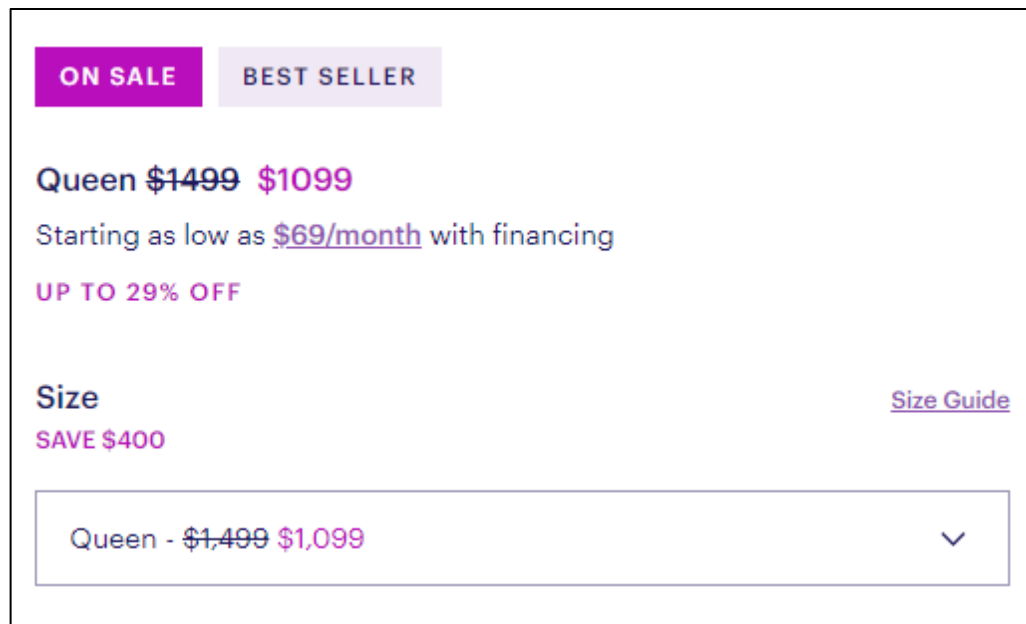 ON SALE BEST SELLER
Queen $1499 $1099
Starting as low as $69/month with financing
UP TO 29% OFF
Size Size Guide
SAVE $400
Queen - $1,499 $1,099